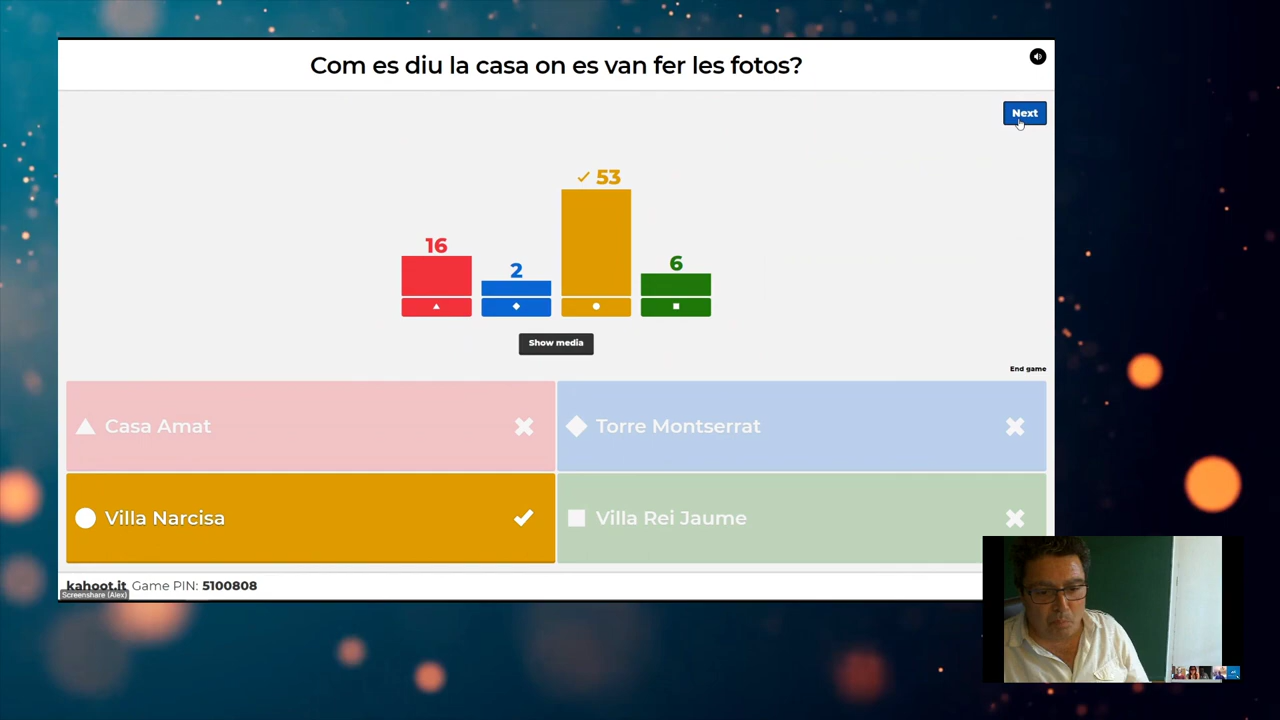 Com es diu la casa on es van fer les fotos?
Next
53
16
6
2
Show media
End game
Casa Amat
Torre Montserrat
Villa Narcisa
Villa Rei Jaume
kahoot.it Game PIN: 5100808
Screenshare (Alex)